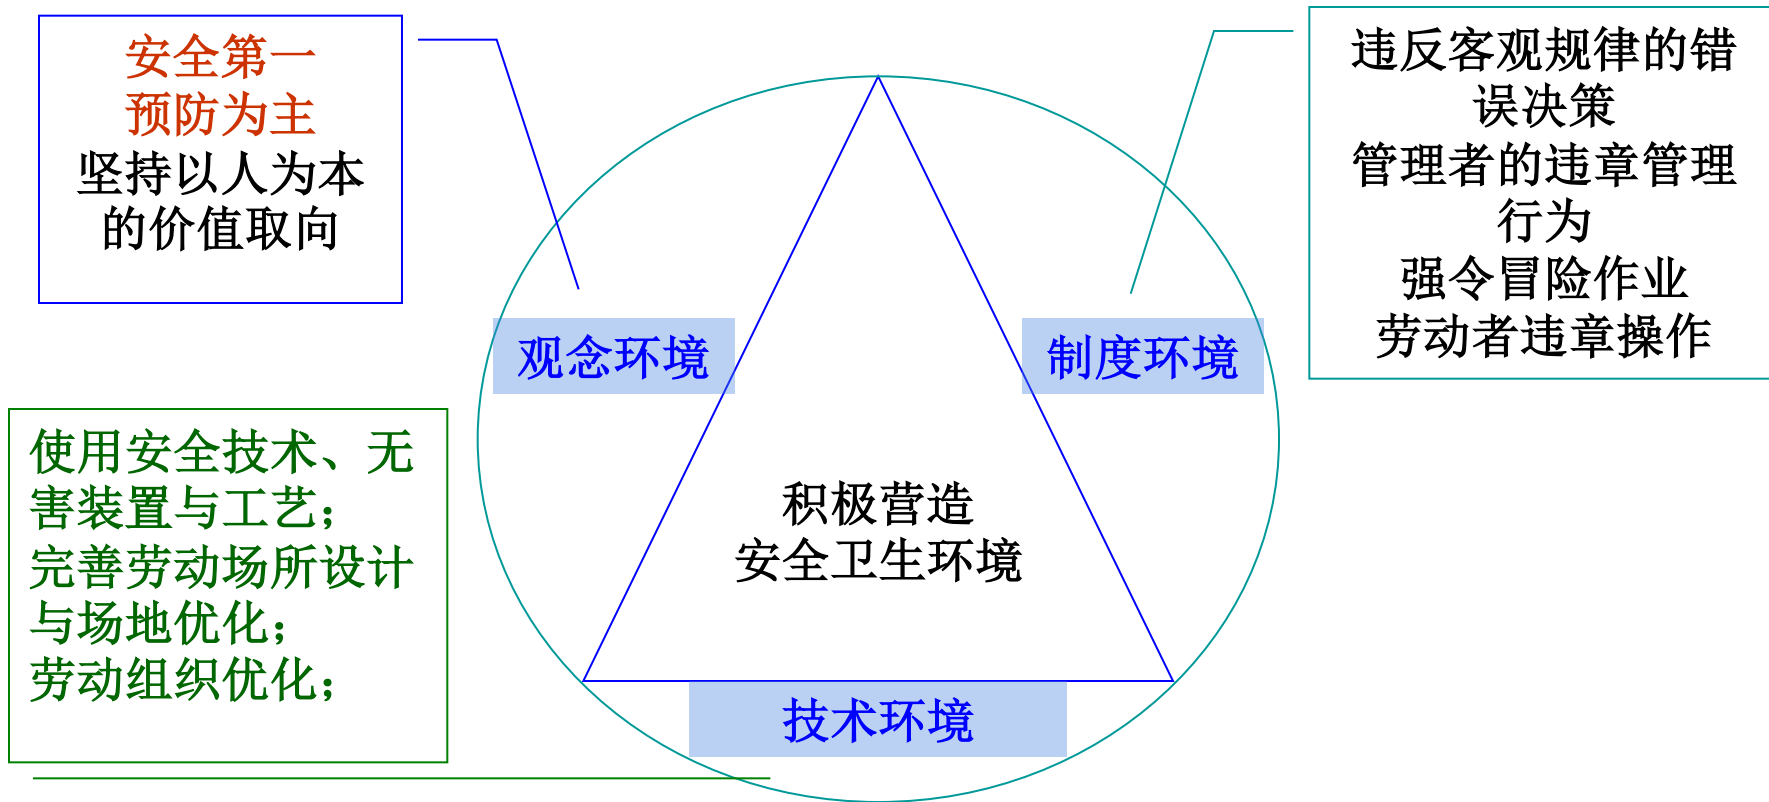 安全第一
预防为主
坚持以人为本
的价值取向
违反客观规律的错
误决策
管理者的违章管理
行为
强令冒险作业
劳动者违章操作
观念环境
制度环境
使用安全技术、无
害装置与工艺；
完善劳动场所设计
与场地优化；
劳动组织优化；
积极营造
安全卫生环境
技术环境